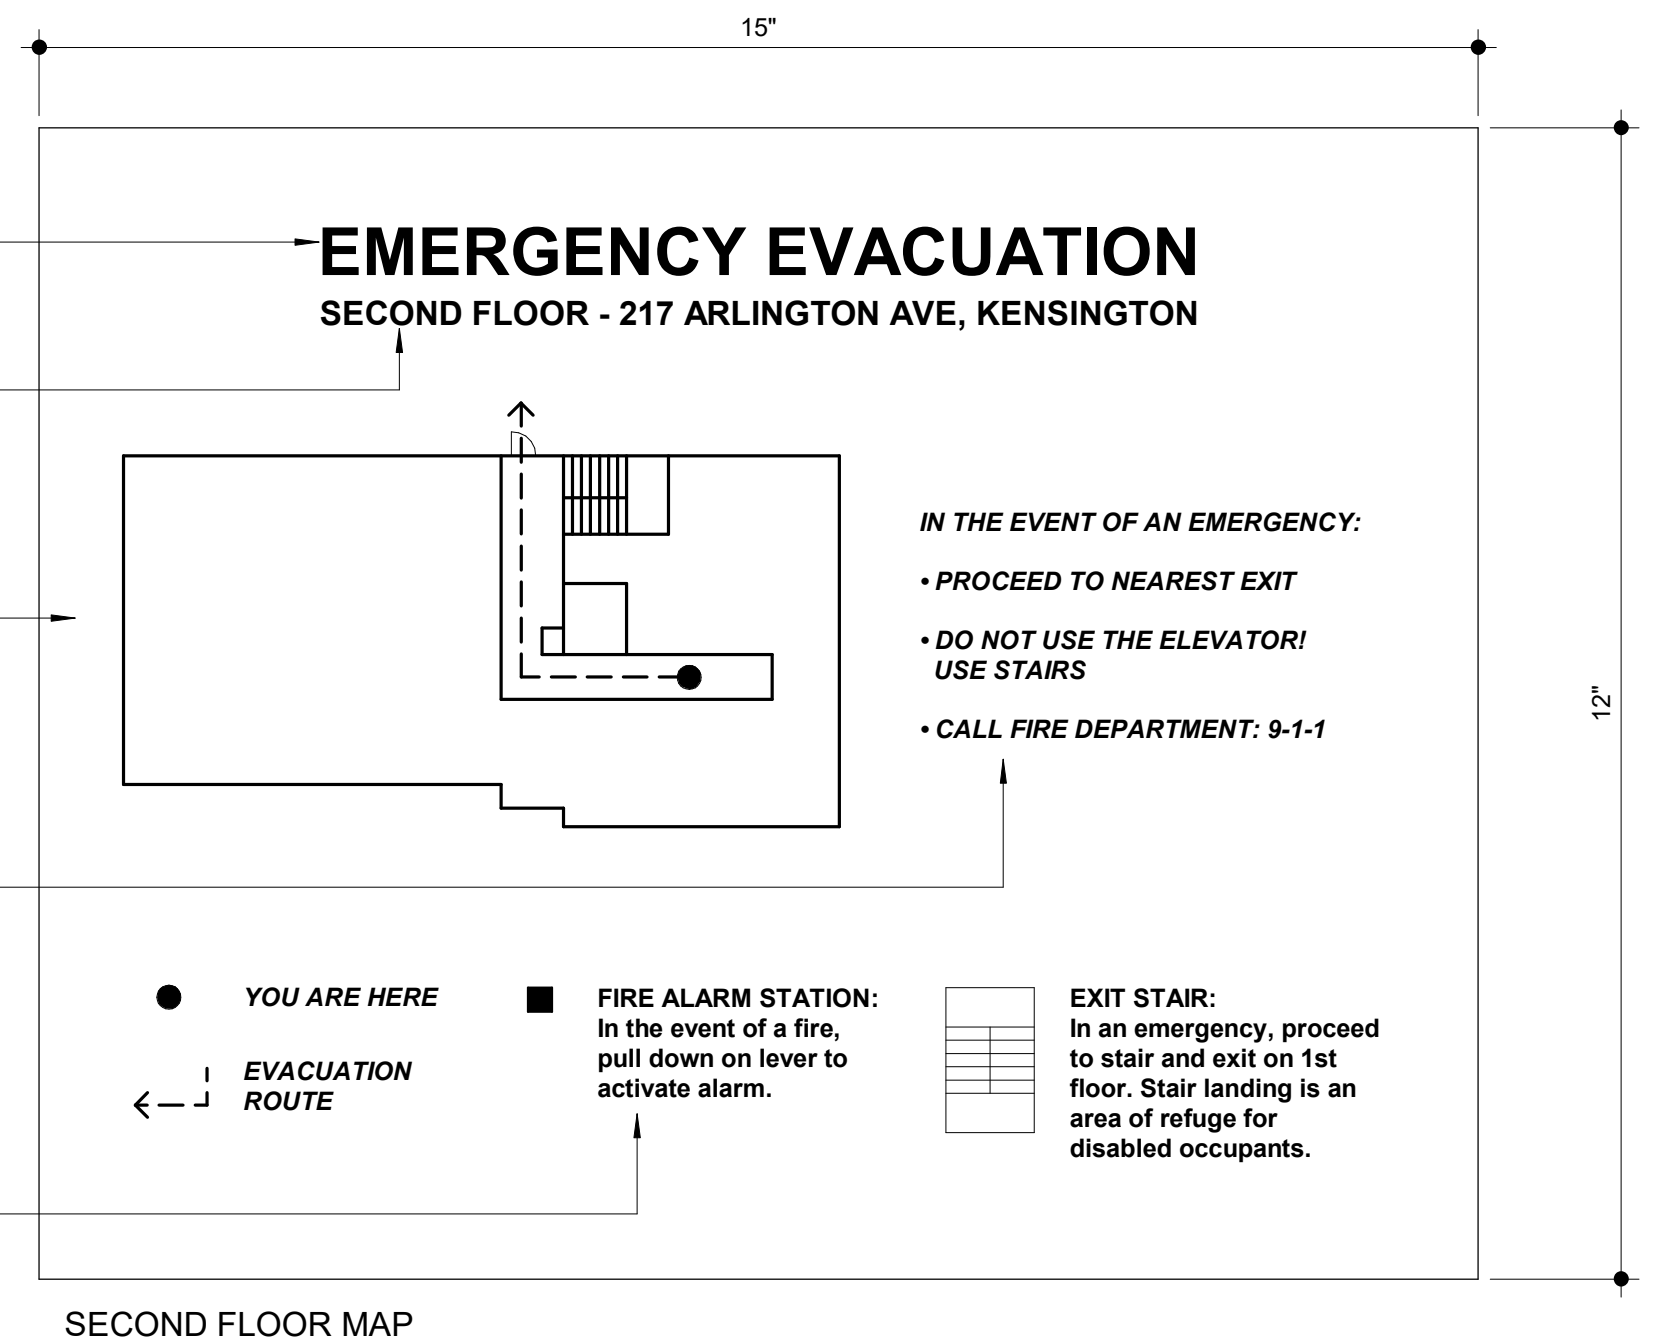 15"
EMERGENCY EVACUATION
SECOND FLOOR - 217 ARLINGTON AVE, KENSINGTON
IN THE EVENT OF AN EMERGENCY:
• PROCEED TO NEAREST EXIT
• DO NOT USE THE ELEVATOR!
USE STAIRS
• CALL FIRE DEPARTMENT: 9-1-1
12"
YOU ARE HERE
EVACUATION
ROUTE
FIRE ALARM STATION:
In the event of a fire,
pull down on lever to
activate alarm.
EXIT STAIR:
In an emergency, proceed
to stair and exit on 1st
floor. Stair landing is an
area of refuge for
disabled occupants.
SECOND FLOOR MAP